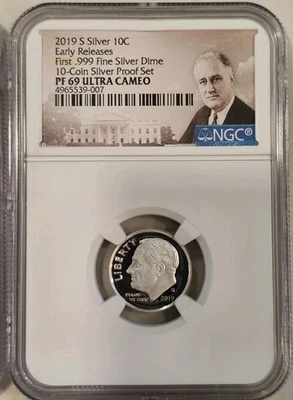 2019 S Silver 10C
Early Releases
First .999 Fine Silver Dime
10-Coin Silver Proof Set
PF 69 ULTRA CAMEO
4965539-007
NGC®
LIBERTY
S
2019